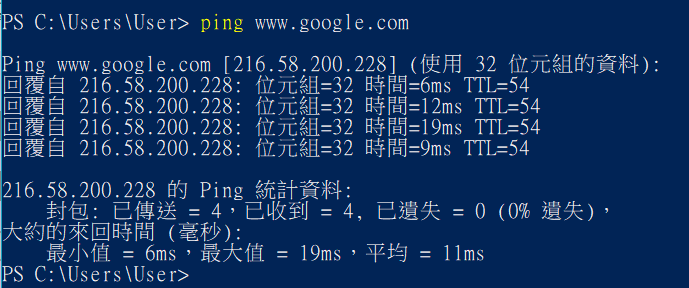 PS C:\Users\User> ping www.google.com
Ping www.google.com [216.58.200.228] (使用 32 位元組的資料):
回覆自 216.58.200.228: 位元組=32 時間=6ms TTL=54
回覆自 216.58.200.228: 位元組=32 時間=12ms TTL=54
回覆自 216.58.200.228: 位元組=32 時間=19ms TTL=54
回覆自 216.58.200.228: 位元組=32 時間=9ms TTL=54
216.58.200.228 的 Ping 統計資料:
封包: 已傳送 = 4，已收到 = 4, 已遺失 = 0 (0% 遺失)，
大約的來回時間 (毫秒):
最小值 = 6ms，最大值 = 19ms，平均 = 11ms
PS C:\Users\User>